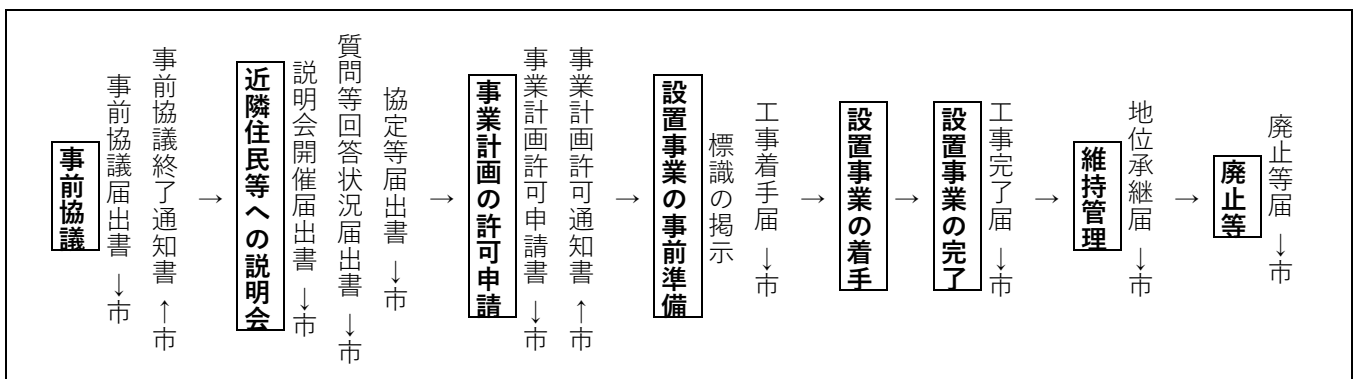 事前協議
事前協議届出書 ↓市
事前協議終了通知書 ↑市
→
近隣住民等への説明会
説明会開催届出書 ↓市
質問等回答状況届出書 ↓市
協定等届出書 ↓市
→
事業計画の許可申請
事業計画許可申請書 ↓市
事業計画許可通知書 ↑市
→
設置事業の事前準備
標識の掲示
工事着手届 ↓市
→
設置事業の着手
→
設置事業の完了
工事完了届 ↓市
→
維持管理
地位承継届 ↓市
→
廃止等
廃止等届 ↓市